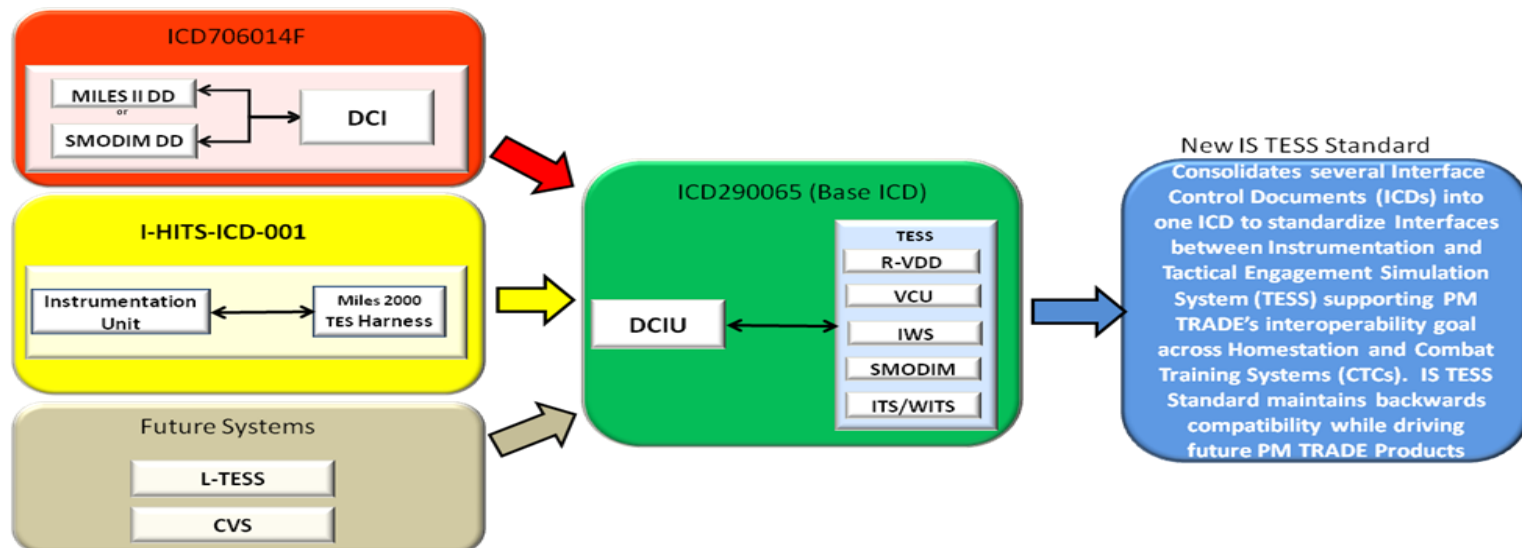 ICD706014F
MILES II DD
or
SMODIM DD
DCI
I-HITS-ICD-001
Instrumentation
Unit
Miles 2000
TES Harness
Future Systems
L-TESS
CVS
ICD290065 (Base ICD)
DCIU
TESS
R-VDD
VCU
IWS
SMODIM
ITS/WITS
New IS TESS Standard
Consolidates several Interface
Control Documents (ICDs) into
one ICD to standardize Interfaces
between Instrumentation and
Tactical Engagement Simulation
System (TESS) supporting PM
TRADE's interoperability goal
across Homestation and Combat
Training Systems (CTCs). IS TESS
Standard maintains backwards
compatibility while driving
future PM TRADE Products